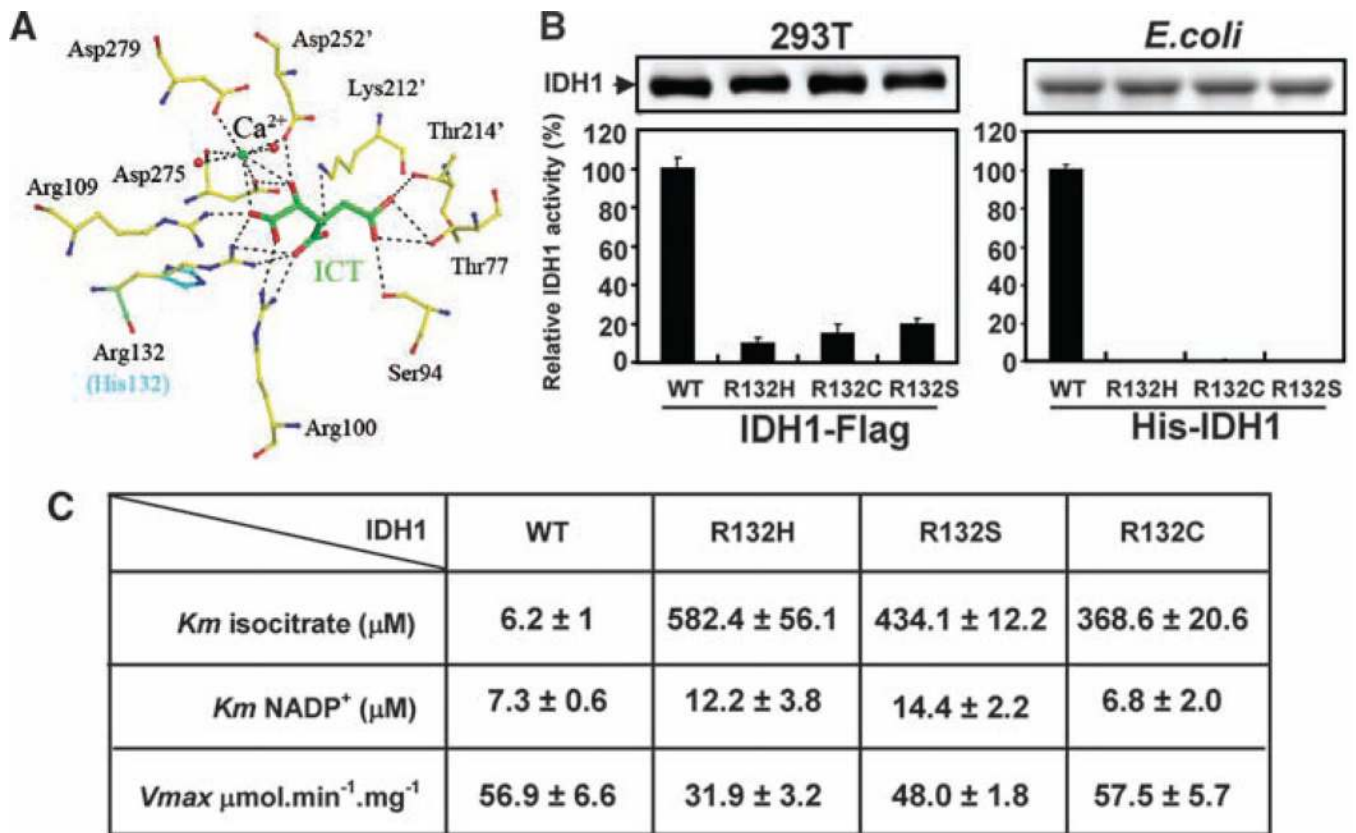 A
Asp279
Asp252’
Lys212’
Ca2+
Thr214’
Asp275
Arg109
ICT
Thr77
Arg132
(His132)
Ser94
Arg100
B
293T
E.coli
IDH1
Relative IDH1 activity (%)
120
100
80
60
40
20
0
WT R132H R132C R132S
IDH1-Flag
120
100
80
60
40
20
0
WT R132H R132C R132S
His-IDH1
C
IDH1 WT R132H R132S R132C
Km isocitrate (μM) 6.2 ± 1 582.4 ± 56.1 434.1 ± 12.2 368.6 ± 20.6
Km NADP+ (μM) 7.3 ± 0.6 12.2 ± 3.8 14.4 ± 2.2 6.8 ± 2.0
Vmax μmol.min-1.mg-1 56.9 ± 6.6 31.9 ± 3.2 48.0 ± 1.8 57.5 ± 5.7